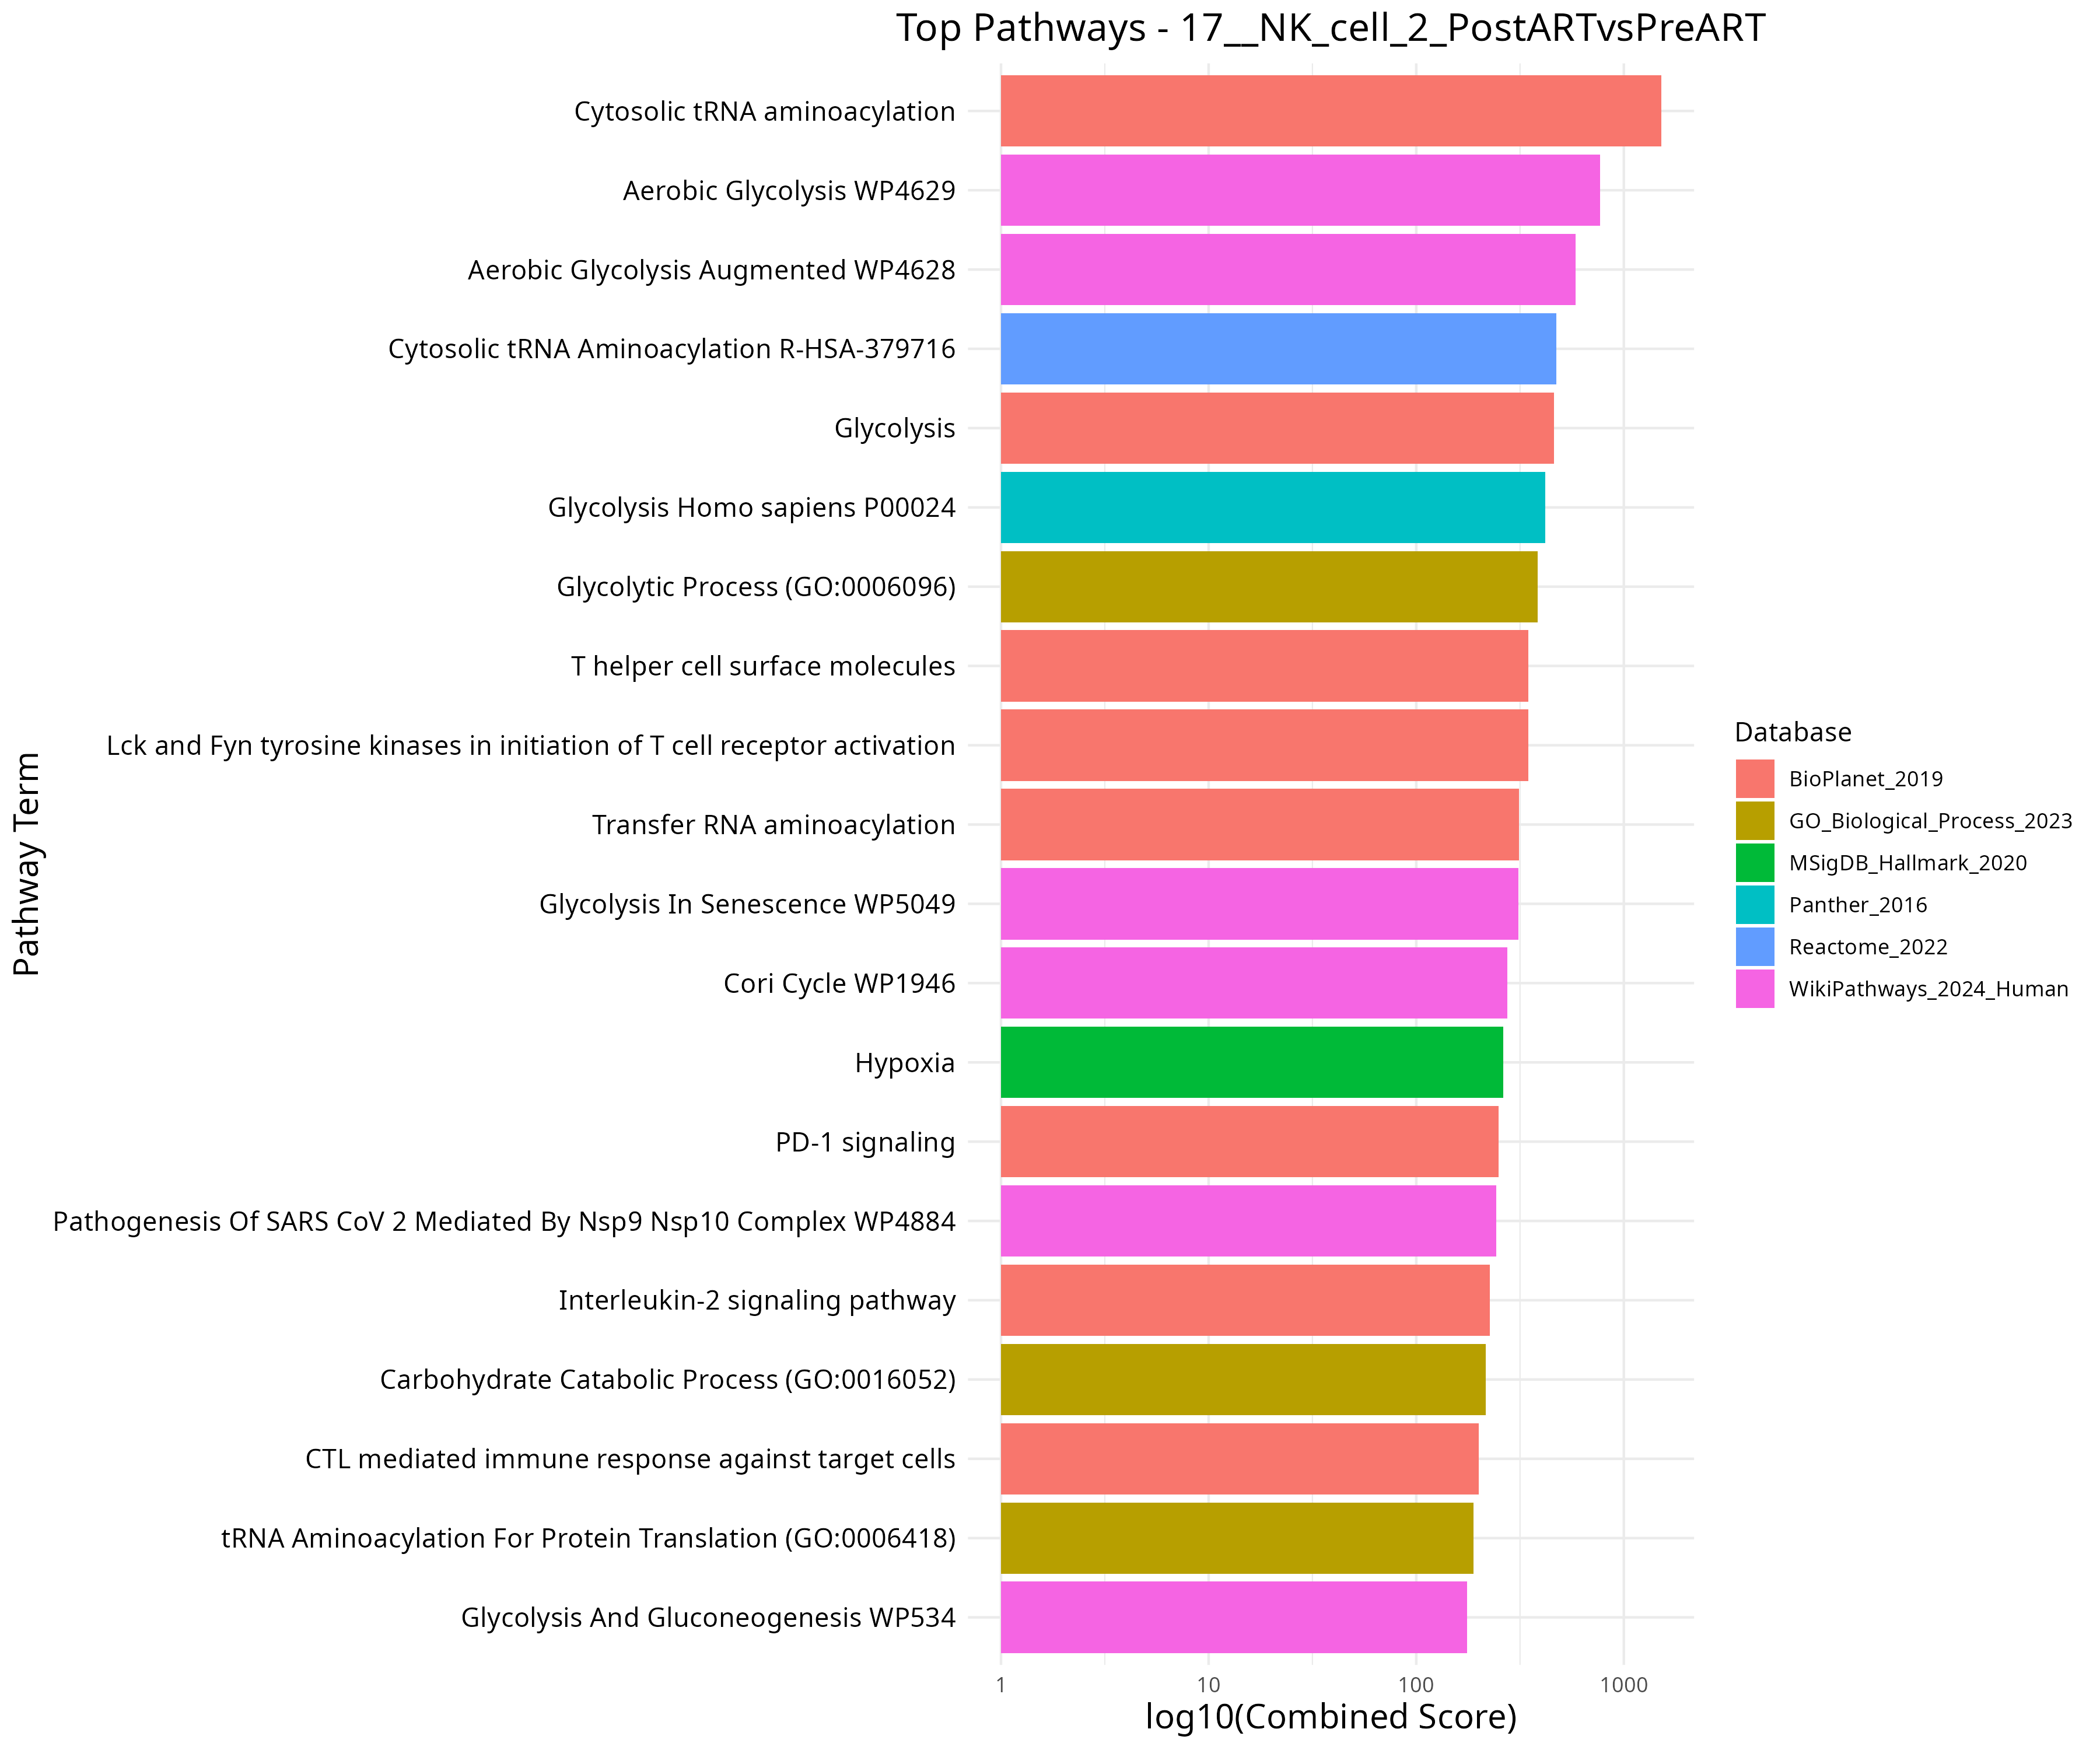 Top Pathways - 17__NK_cell_2_PostARTvsPreART
Pathway Term
Cytosolic tRNA aminoacylation
Aerobic Glycolysis WP4629
Aerobic Glycolysis Augmented WP4628
Cytosolic tRNA Aminoacylation R-HSA-379716
Glycolysis
Glycolysis Homo sapiens P00024
Glycolytic Process (GO:0006096)
T helper cell surface molecules
Lck and Fyn tyrosine kinases in initiation of T cell receptor activation
Transfer RNA aminoacylation
Glycolysis In Senescence WP5049
Cori Cycle WP1946
Hypoxia
PD-1 signaling
Pathogenesis Of SARS CoV 2 Mediated By Nsp9 Nsp10 Complex WP4884
Interleukin-2 signaling pathway
Carbohydrate Catabolic Process (GO:0016052)
CTL mediated immune response against target cells
tRNA Aminoacylation For Protein Translation (GO:0006418)
Glycolysis And Gluconeogenesis WP534
1 10 100 1000
log10(Combined Score)
Database
BioPlanet_2019
GO_Biological_Process_2023
MSigDB_Hallmark_2020
Panther_2016
Reactome_2022
WikiPathways_2024_Human